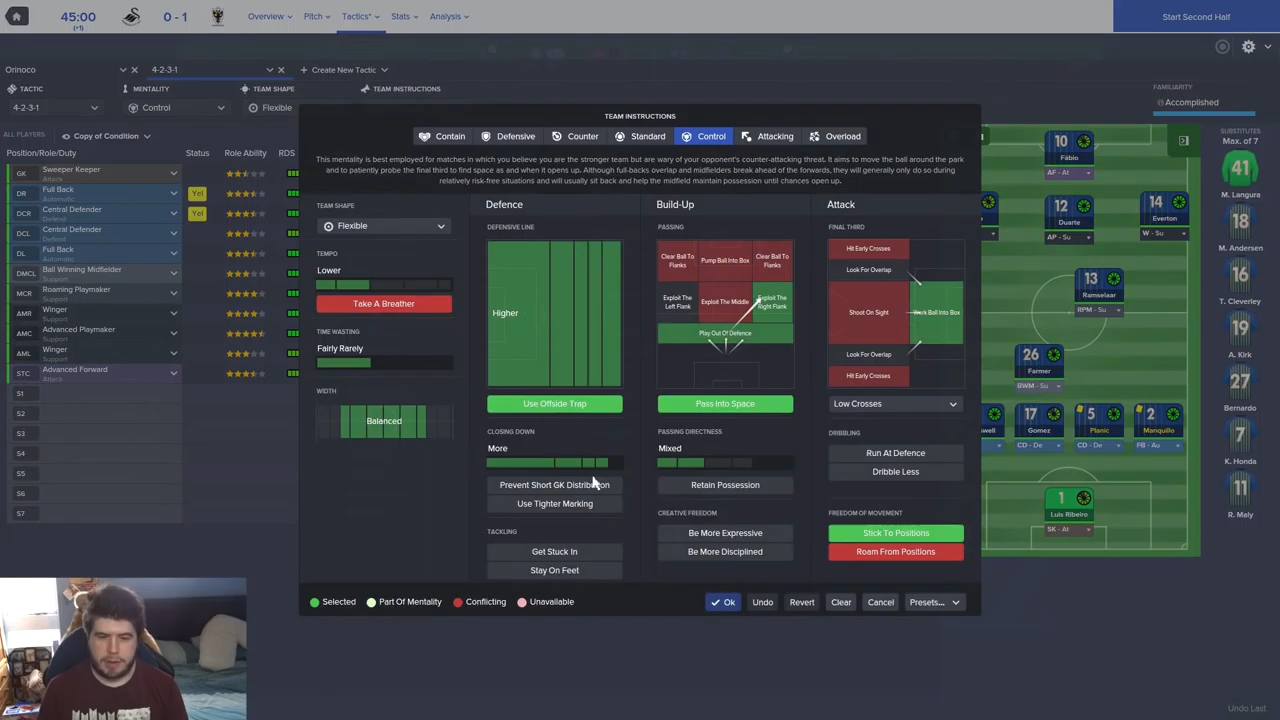 45:00
(+1)
0 - 1
Overview
Pitch
Tactics*
Stats
Analysis
Start Second Half
Orinoco
4-2-3-1
+ Create New Tactic
TACTIC
MENTALITY
TEAM SHAPE
TEAM INSTRUCTIONS
FAMILIARITY
4-2-3-1
Control
Flexible
Accomplished
ALL PLAYERS
Copy of Condition
SUBSTITUTES
Max. of 7
Position/Role/Duty
Status
Role Ability
RDS
GK
Sweeper Keeper
Attack
DR
Full Back
Automatic
Yel
DCR
Central Defender
Defend
Yel
DCL
Central Defender
Defend
DL
Full Back
Automatic
DMCL
Ball Winning Midfielder
Support
MCR
Roaming Playmaker
Support
AMR
Winger
Support
AMC
Advanced Playmaker
Support
AML
Winger
Support
STC
Advanced Forward
Attack
S1
S2
S3
S4
S5
S6
S7
TEAM INSTRUCTIONS
Contain
Defensive
Counter
Standard
Control
Attacking
Overload
This mentality is best employed for matches in which you believe you are the stronger team but are wary of your opponent's counter-attacking threat. It aims to move the ball around the park
and to patiently probe the final third to find space as and when it opens up. Although full-backs overlap and midfielders break ahead of the forwards, they will generally only do so during
relatively risk-free situations and will usually sit back and help the midfield maintain possession until chances open up.
TEAM SHAPE
Flexible
TEMPO
Lower
Take A Breather
TIME WASTING
Fairly Rarely
WIDTH
Balanced
Defence
DEFENSIVE LINE
Higher
Use Offside Trap
CLOSING DOWN
More
Prevent Short GK Distribution
Use Tighter Marking
TACKLING
Get Stuck In
Stay On Feet
Build-Up
PASSING
Clear Ball To
Flanks
Pump Ball Into Box
Clear Ball To
Flanks
Exploit The
Left Flank
Exploit The Middle
Exploit The
Right Flank
Play Out Of Defence
Pass Into Space
PASSING DIRECTNESS
Mixed
Retain Possession
CREATIVE FREEDOM
Be More Expressive
Be More Disciplined
Attack
FINAL THIRD
Hit Early Crosses
Look For Overlap
Shoot On Sight
Work Ball Into Box
Look For Overlap
Hit Early Crosses
Low Crosses
DRIBBLING
Run At Defence
Dribble Less
FREEDOM OF MOVEMENT
Stick To Positions
Roam From Positions
Selected
Part Of Mentality
Conflicting
Unavailable
Ok
Undo
Revert
Clear
Cancel
Presets...
10
Fábio
AF - At
12
Duarte
AP - Su
14
Everton
W - Su
13
Ramselaar
RPM - Su
26
Farmer
BWM - Su
17
Gomez
CD - De
5
Planic
CD - De
2
Manquillo
FB - Au
1
Luis Ribeiro
SK - At
41
M. Langura
18
M. Andersen
16
T. Cleverley
19
A. Kirk
27
Bernardo
7
K. Honda
11
R. Maly
Undo Last